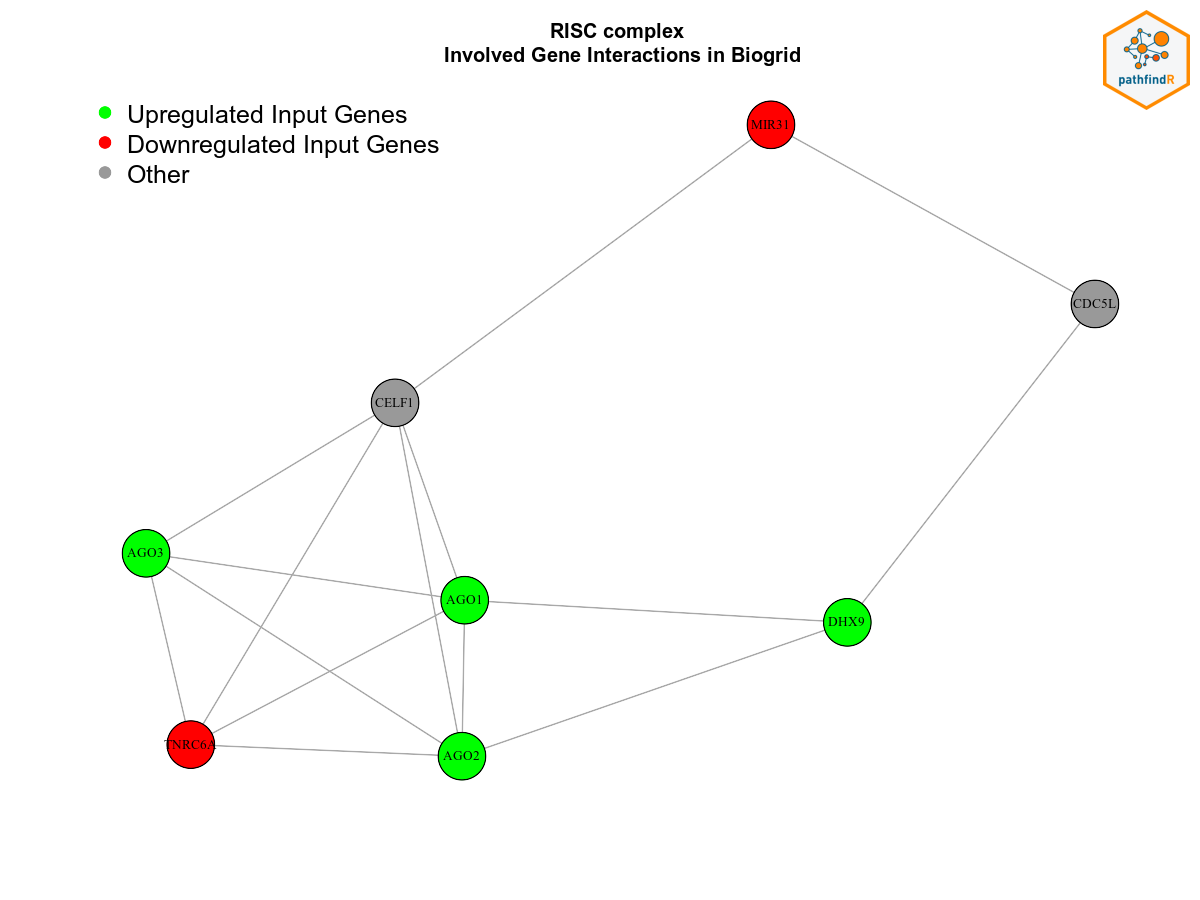 RISC complex
Involved Gene Interactions in Biogrid
pathfindR
Upregulated Input Genes
Downregulated Input Genes
Other
MIR31
CDC5L
CELF1
AGO3
AGO1
DHX9
TNRC6A
AGO2